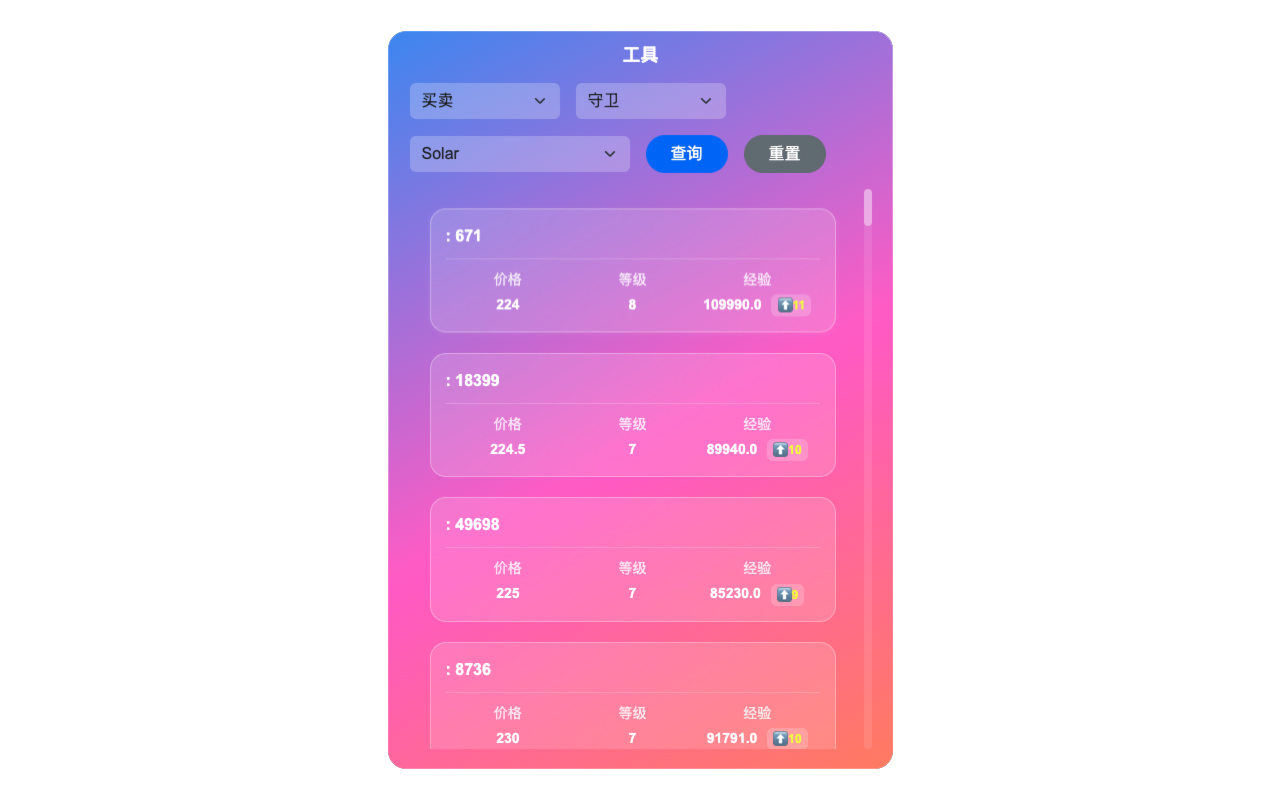 工具
买卖 守卫
Solar 查询 重置
: 671
价格 等级 经验
224 8 109990.0 ⬆️11
: 18399
价格 等级 经验
224.5 7 89940.0 ⬆️10
: 49698
价格 等级 经验
225 7 85230.0 ⬆️9
: 8736
价格 等级 经验
230 7 91791.0 ⬆️10